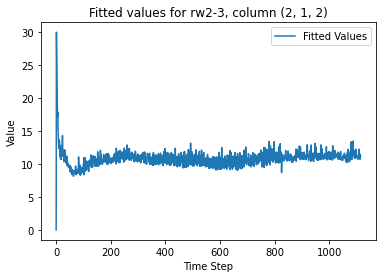 Fitted values for rw2-3, column (2, 1, 2)
Fitted Values
Value
30
25
20
15
10
5
0
0 200 400 600 800 1000
Time Step